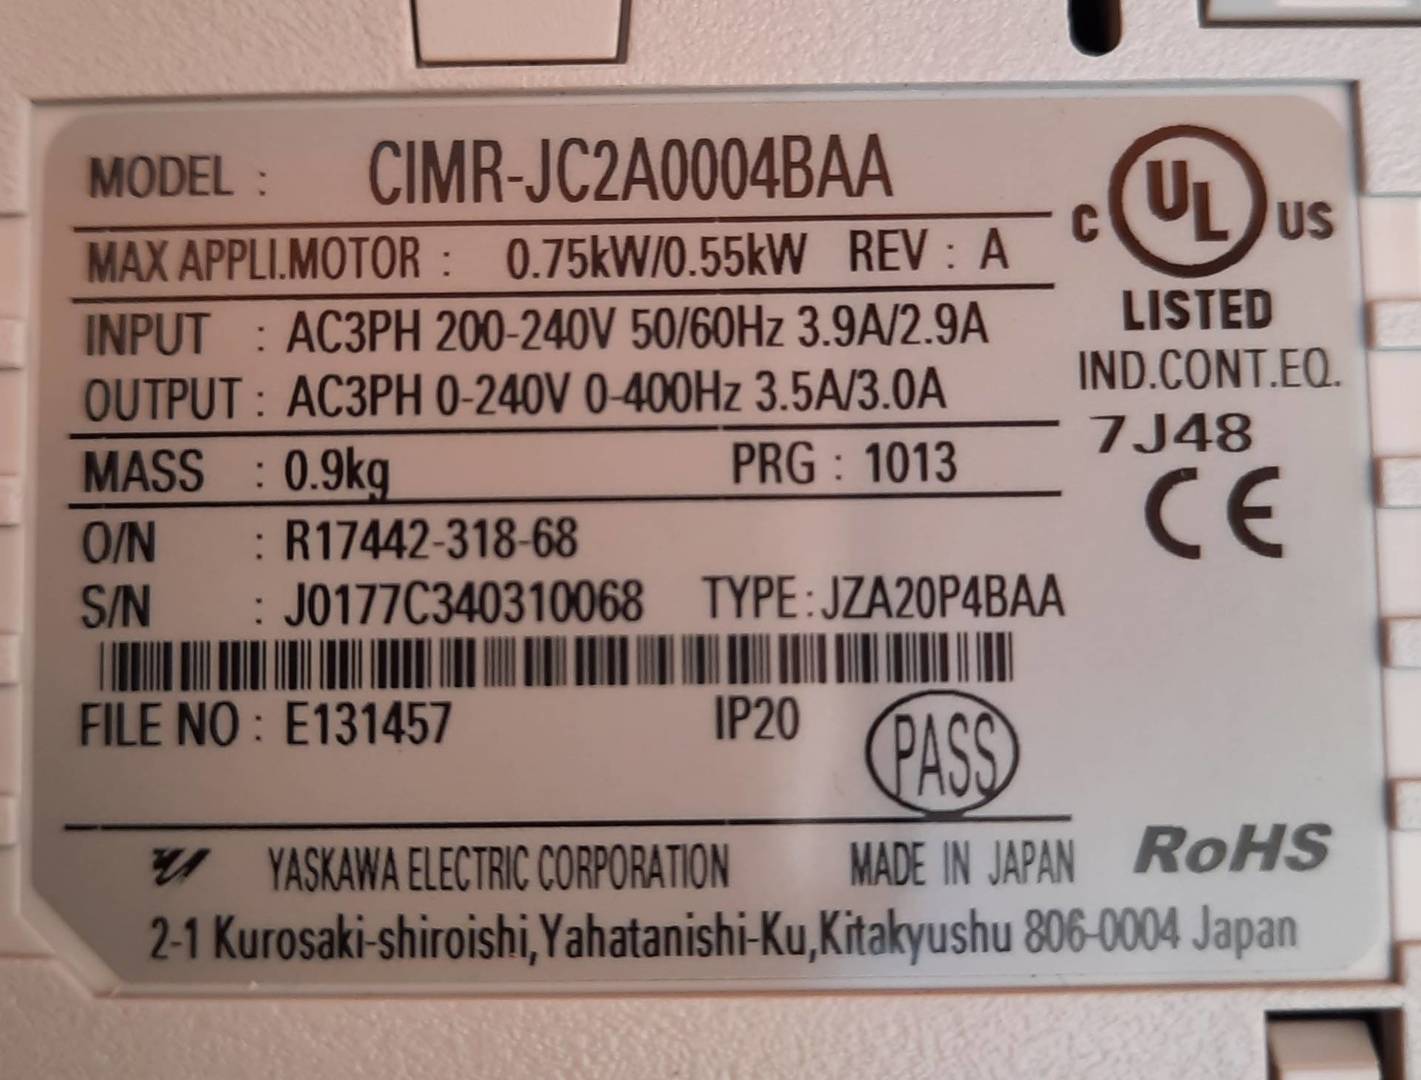 MODEL : CIMR-JC2A0004BAA
MAX APPLI.MOTOR : 0.75kW/0.55kW REV : A
INPUT : AC3PH 200-240V 50/60Hz 3.9A/2.9A
OUTPUT : AC3PH 0-240V 0-400Hz 3.5A/3.0A
MASS : 0.9kg PRG : 1013
O/N : R17442-318-68
S/N : J0177C340310068 TYPE : JZA20P4BAA
FILE NO : E131457 IP20 PASS
C UL US
LISTED
IND.CONT.EQ.
7J48
CE
YASKAWA ELECTRIC CORPORATION MADE IN JAPAN RoHS
2-1 Kurosaki-shiroishi,Yahatanishi-Ku,Kitakyushu 806-0004 Japan